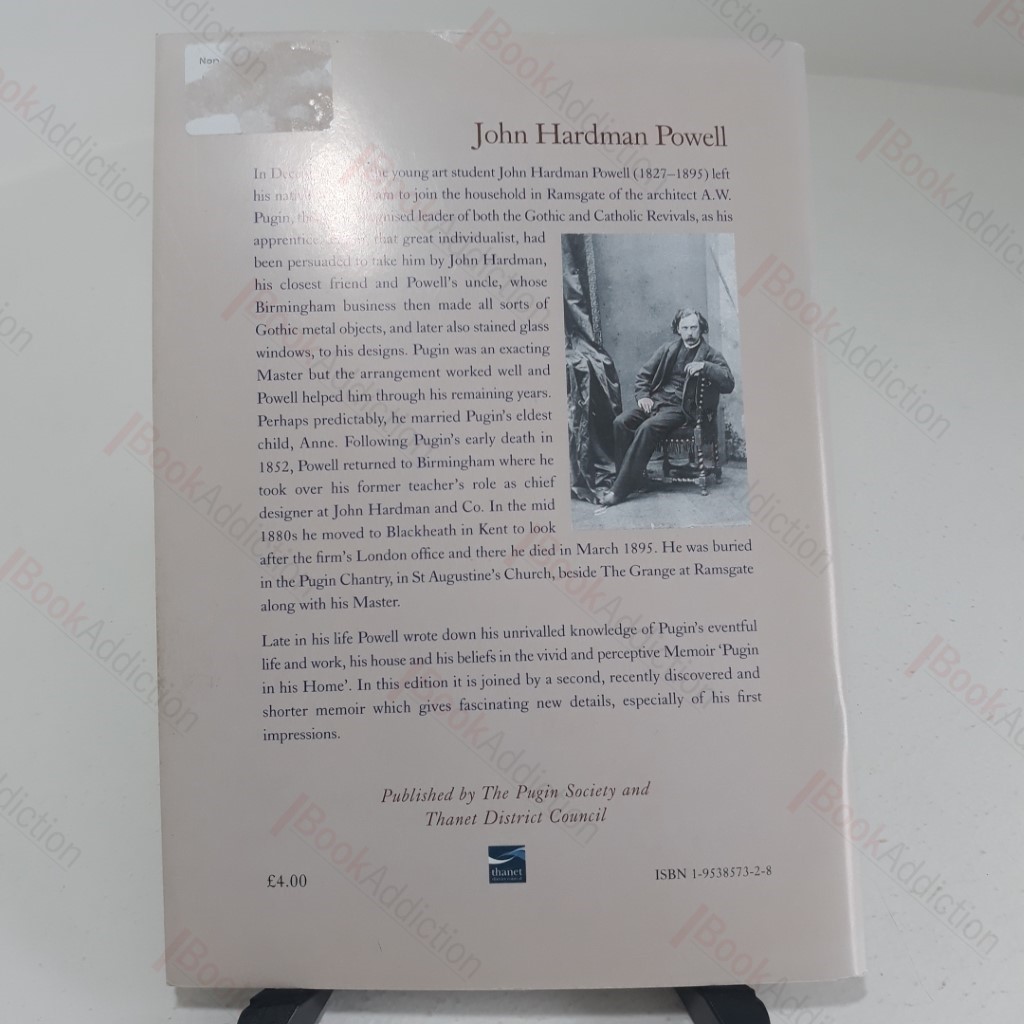 Non
John Hardman Powell
In the young art student John Hardman Powell (1827–1895) left
his to join the household in Ramsgate of the architect A.W.
Pugin, leader of both the Gothic and Catholic Revivals, as his
that great individualist, had
been persuaded to take him by John Hardman,
his closest friend and Powell's uncle, whose
Birmingham business then made all sorts of
Gothic metal objects, and later also stained glass
windows, to his designs. Pugin was an exacting
Master but the arrangement worked well and
Powell helped him through his remaining years.
Perhaps predictably, he married Pugin's eldest
child, Anne. Following Pugin's early death in
1852, Powell returned to Birmingham where he
took over his former teacher's role as chief
designer at John Hardman and Co. In the mid
1880s he moved to Blackheath in Kent to look
after the firm's London office and there he died in March 1895. He was buried
in the Pugin Chantry, in St Augustine's Church, beside The Grange at Ramsgate
along with his Master.
Late in his life Powell wrote down his unrivalled knowledge of Pugin's eventful
life and work, his house and his beliefs in the vivid and perceptive Memoir 'Pugin
in his Home'. In this edition it is joined by a second, recently discovered and
shorter memoir which gives fascinating new details, especially of his first
impressions.
Published by The Pugin Society and
Thanet District Council
thanet
£4.00
ISBN 1-9538573-2-8
BookAddiction